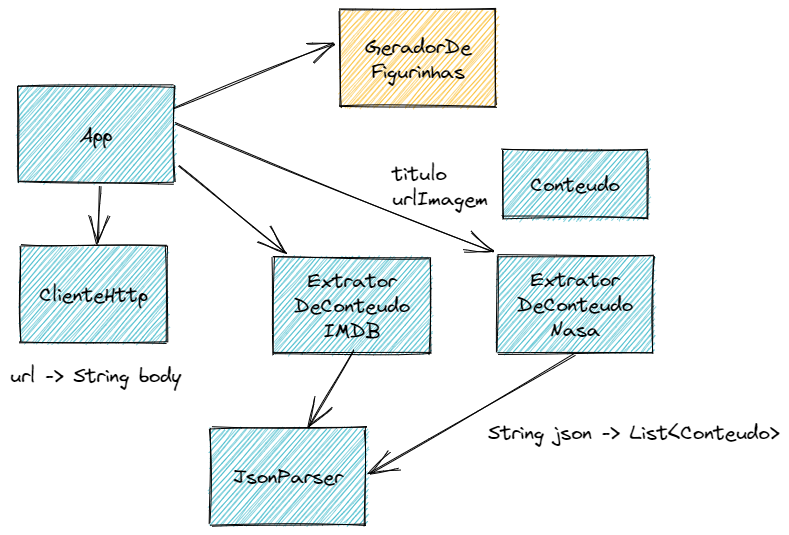 GeradorDe
Figurinhas
App
titulo
urlImagem
Conteudo
ClienteHttp
Extrator
DeConteudo
IMDB
Extrator
DeConteudo
Nasa
url -> String body
String json -> List<Conteudo>
JsonParser